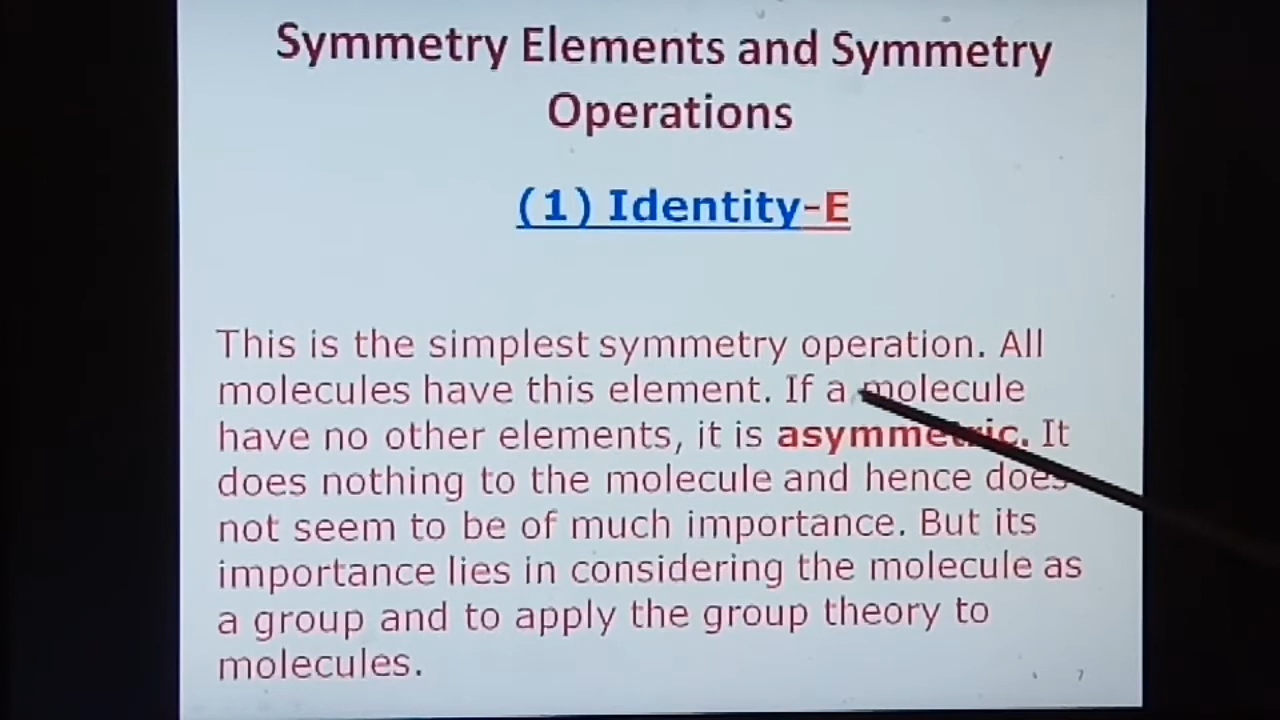 Symmetry Elements and Symmetry
Operations
(1) Identity-E
This is the simplest symmetry operation. All
molecules have this element. If a molecule
have no other elements, it is asymmetric. It
does nothing to the molecule and hence does
not seem to be of much importance. But its
importance lies in considering the molecule as
a group and to apply the group theory to
molecules.
7